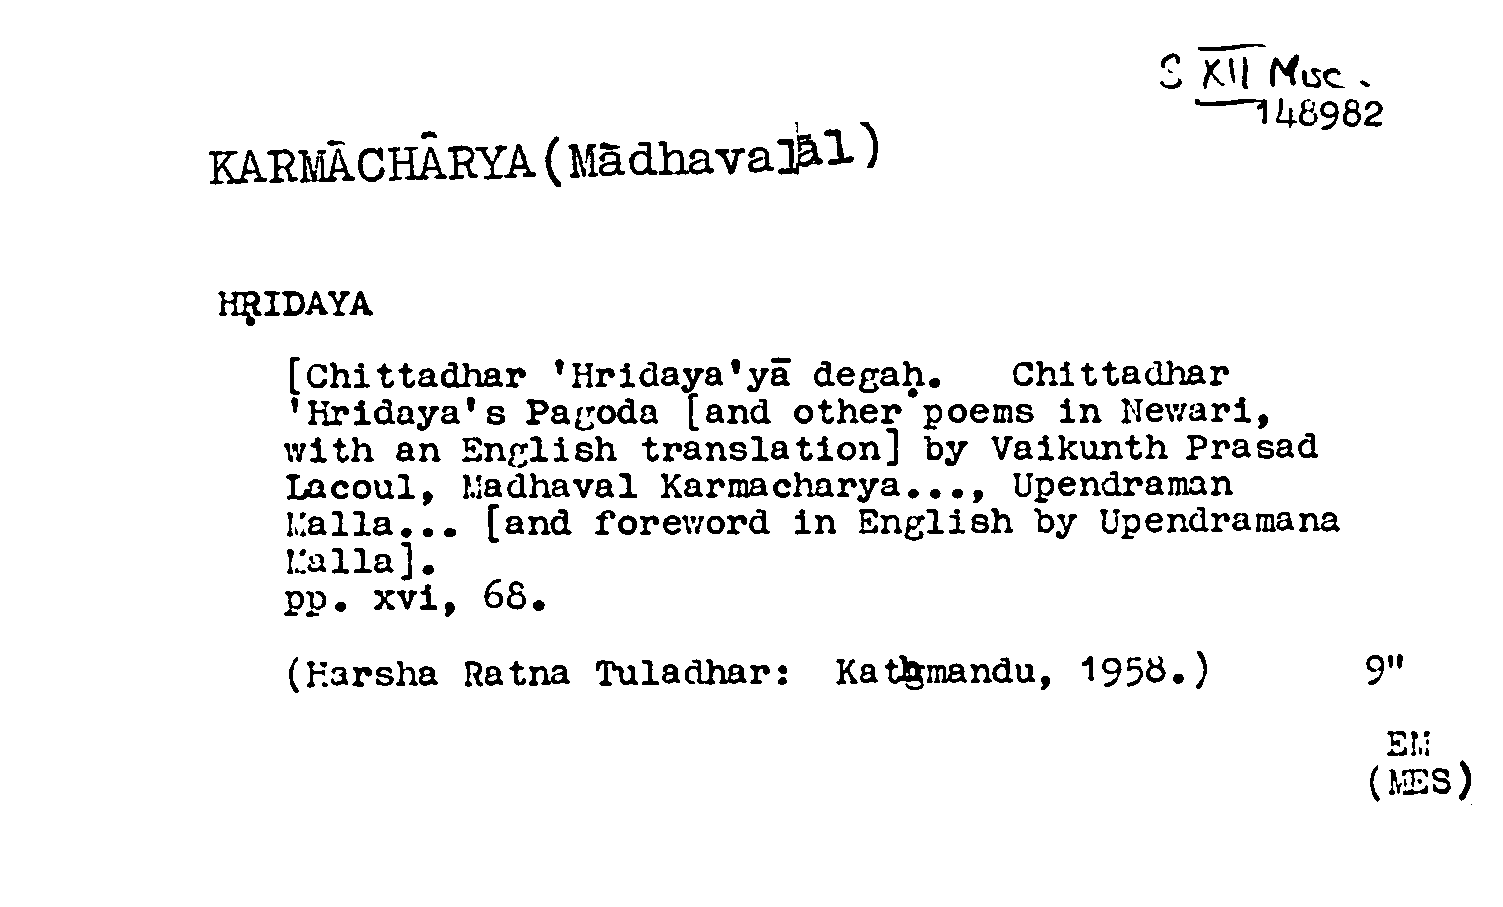 S XII Misc.
148982
KARMĀCHĀRYA(Mādhavalāl)
HṚIDAYA
[Chittadhar 'Hridaya'yā degaḥ. Chittadhar
'Hridaya's Pagoda [and other poems in Newari,
with an English translation] by Vaikunth Prasad
Lacoul, Madhaval Karmacharya..., Upendraman
Malla... [and foreword in English by Upendramana
Malla].
pp. xvi, 68.
(Harsha Ratna Tuladhar: Kathmandu, 1958.) 9"
EM
(MES)